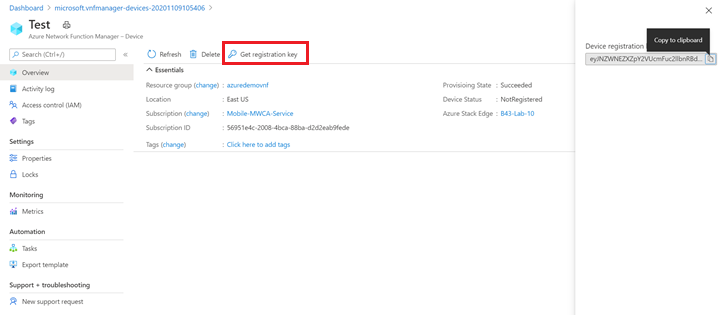 Dashboard > microsoft.vnfmanager-devices-20201109105406 >
Test
Azure Network Function Manager – Device
Search (Ctrl+/)
Overview
Activity log
Access control (IAM)
Tags
Settings
Properties
Locks
Monitoring
Metrics
Automation
Tasks
Export template
Support + troubleshooting
New support request
Refresh Delete Get registration key
Essentials
Resource group (change) : azuredemovnf
Location : East US
Subscription (change) : Mobile-MWCA-Service
Subscription ID : 56951e4c-2008-4bca-88ba-d2d2eab9fede
Tags (change) : Click here to add tags
Provisioning State : Succeeded
Device Status : NotRegistered
Azure Stack Edge : B43-Lab-10
Copy to clipboard
Device registration